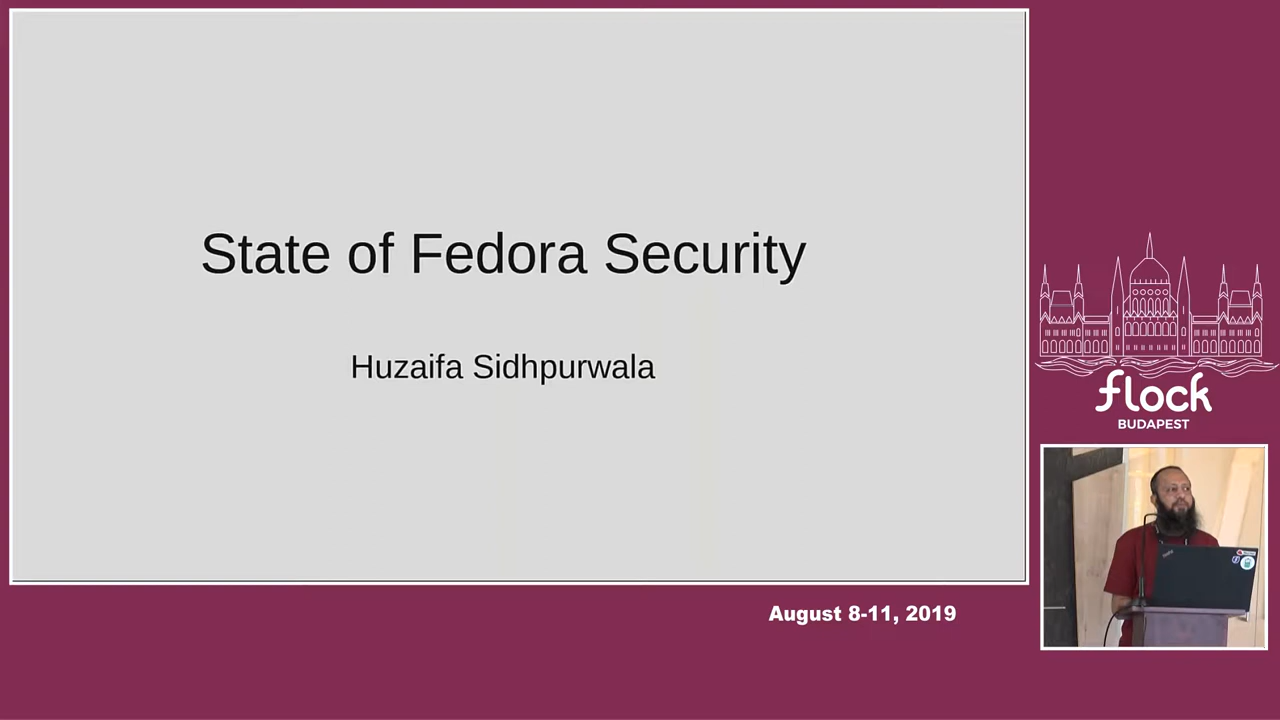 State of Fedora Security
Huzaifa Sidhpurwala
flock
BUDAPEST
August 8-11, 2019